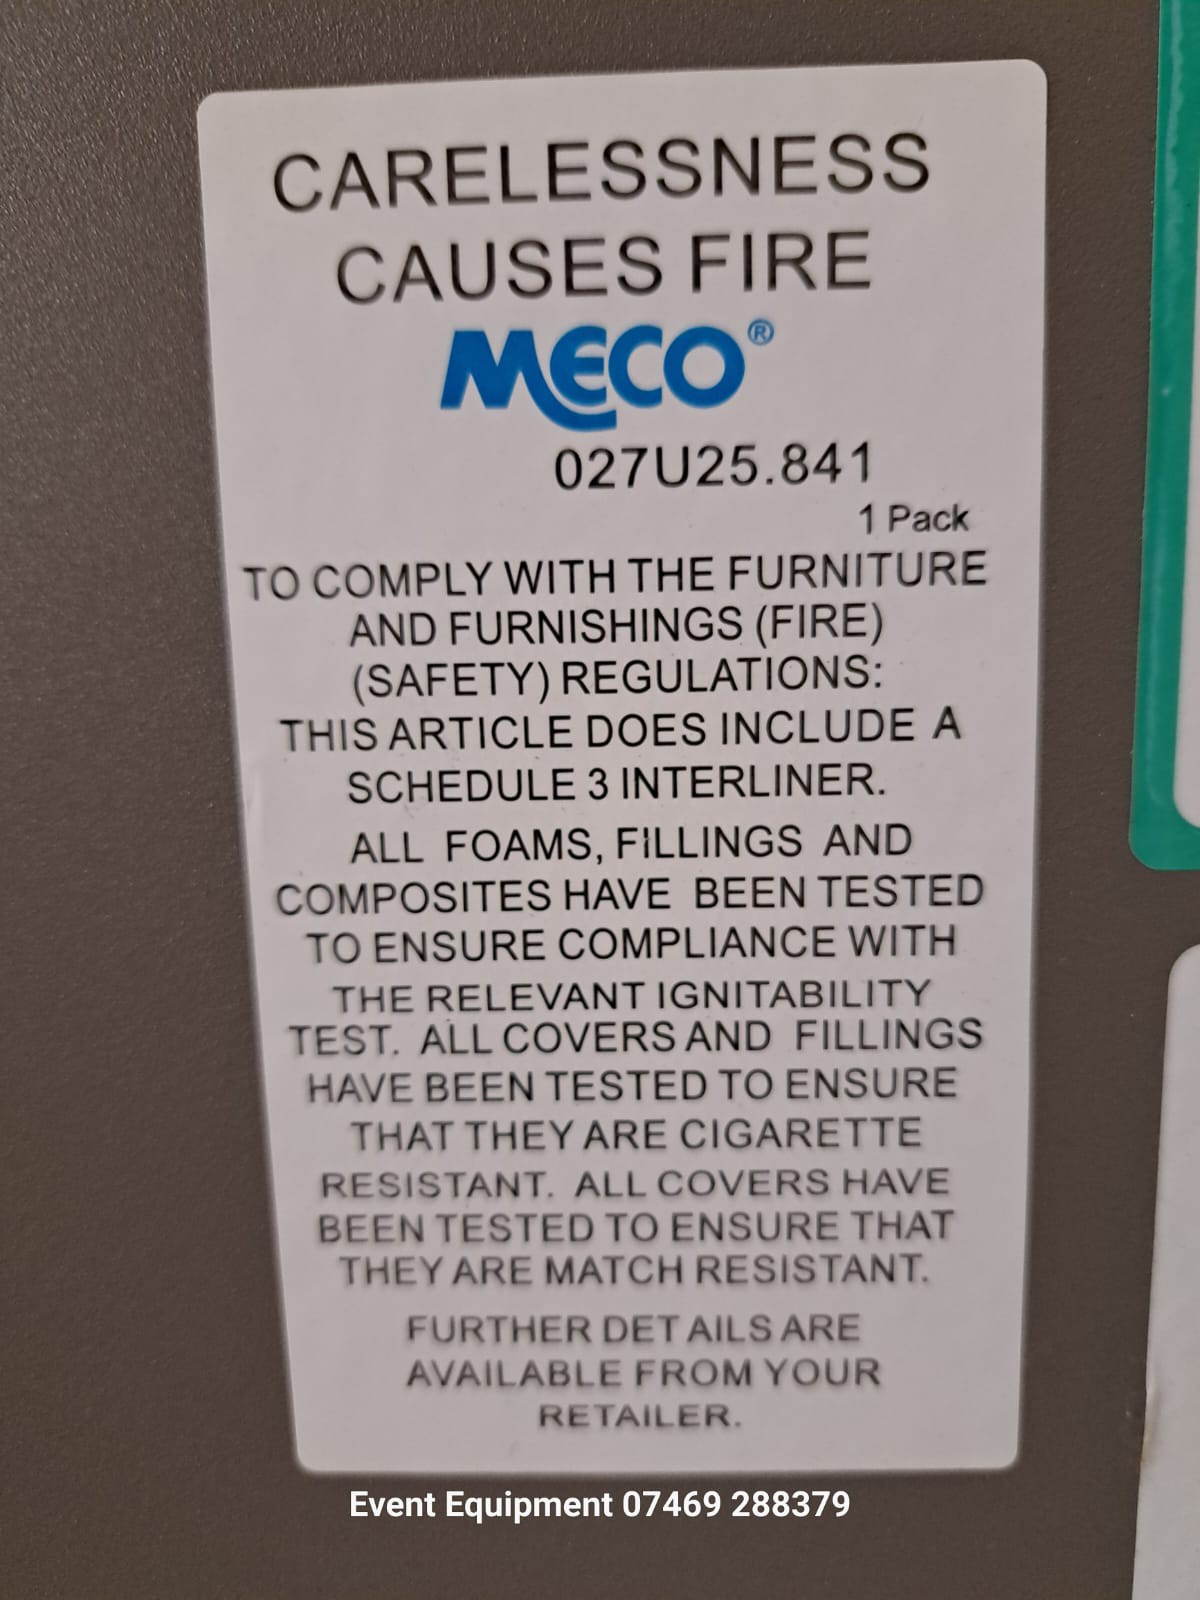 CARELESSNESS
CAUSES FIRE
MECO®
027U25.841
1 Pack
TO COMPLY WITH THE FURNITURE
AND FURNISHINGS (FIRE)
(SAFETY) REGULATIONS:
THIS ARTICLE DOES INCLUDE A
SCHEDULE 3 INTERLINER.
ALL FOAMS, FILLINGS AND
COMPOSITES HAVE BEEN TESTED
TO ENSURE COMPLIANCE WITH
THE RELEVANT IGNITABILITY
TEST. ALL COVERS AND FILLINGS
HAVE BEEN TESTED TO ENSURE
THAT THEY ARE CIGARETTE
RESISTANT. ALL COVERS HAVE
BEEN TESTED TO ENSURE THAT
THEY ARE MATCH RESISTANT.
FURTHER DETAILS ARE
AVAILABLE FROM YOUR
RETAILER.
Event Equipment 07469 288379